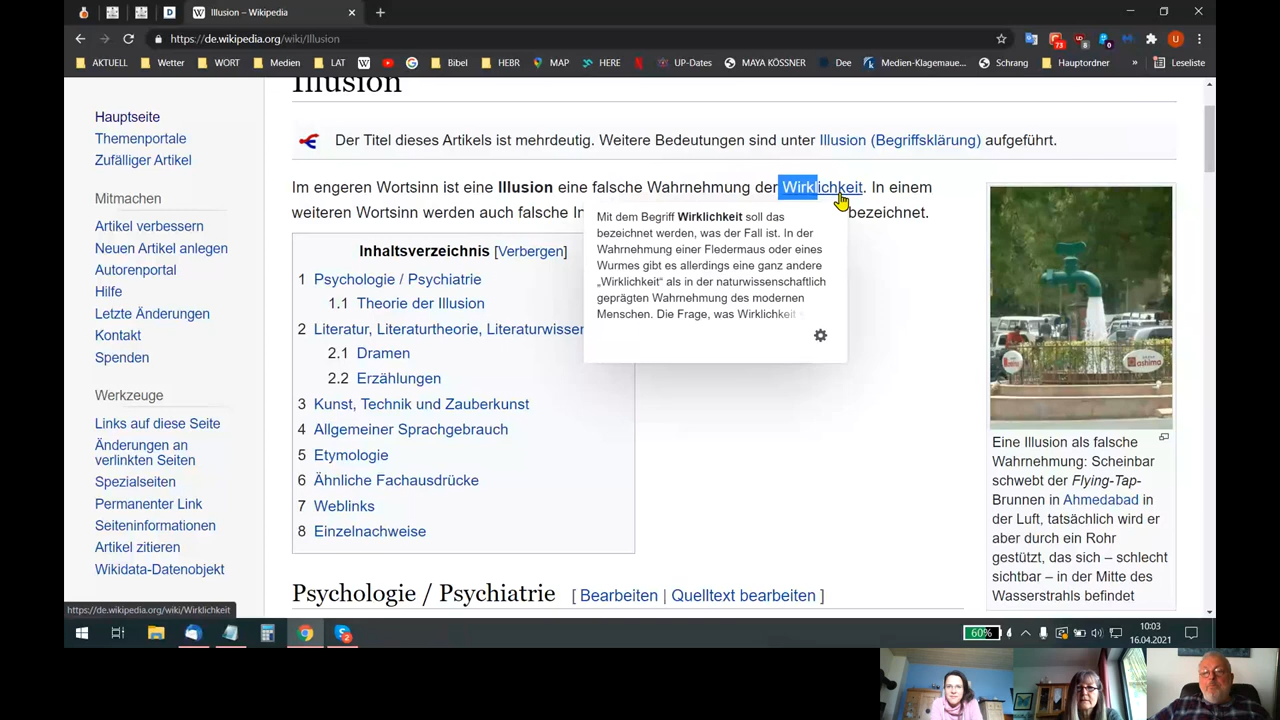 Illusion – Wikipedia
https://de.wikipedia.org/wiki/Illusion
AKTUELL Wetter WORT Medien LAT Bibel HEBR MAP HERE UP-Dates MAYA KÖSSNER Dee Medien-Klagemaue... Schrang Hauptordner » Leseliste
Illusion
Der Titel dieses Artikels ist mehrdeutig. Weitere Bedeutungen sind unter Illusion (Begriffsklärung) aufgeführt.
Im engeren Wortsinn ist eine Illusion eine falsche Wahrnehmung der Wirklichkeit. In einem
weiteren Wortsinn werden auch falsche In bezeichnet.
Mit dem Begriff Wirklichkeit soll das
bezeichnet werden, was der Fall ist. In der
Wahrnehmung einer Fledermaus oder eines
Wurmes gibt es allerdings eine ganz andere
„Wirklichkeit“ als in der naturwissenschaftlich
geprägten Wahrnehmung des modernen
Menschen. Die Frage, was Wirklichkeit
Hauptseite
Themenportale
Zufälliger Artikel
Mitmachen
Artikel verbessern
Neuen Artikel anlegen
Autorenportal
Hilfe
Letzte Änderungen
Kontakt
Spenden
Werkzeuge
Links auf diese Seite
Änderungen an
verlinkten Seiten
Spezialseiten
Permanenter Link
Seiteninformationen
Artikel zitieren
Wikidata-Datenobjekt
Inhaltsverzeichnis [Verbergen]
1 Psychologie / Psychiatrie
1.1 Theorie der Illusion
2 Literatur, Literaturtheorie, Literaturwisser
2.1 Dramen
2.2 Erzählungen
3 Kunst, Technik und Zauberkunst
4 Allgemeiner Sprachgebrauch
5 Etymologie
6 Ähnliche Fachausdrücke
7 Weblinks
8 Einzelnachweise
Psychologie / Psychiatrie [ Bearbeiten | Quelltext bearbeiten ]
ashima
Eine Illusion als falsche
Wahrnehmung: Scheinbar
schwebt der Flying-Tap-
Brunnen in Ahmedabad in
der Luft, tatsächlich wird er
aber durch ein Rohr
gestützt, das sich – schlecht
sichtbar – in der Mitte des
Wasserstrahls befindet
https://de.wikipedia.org/wiki/Wirklichkeit
60%
10:03
16.04.2021